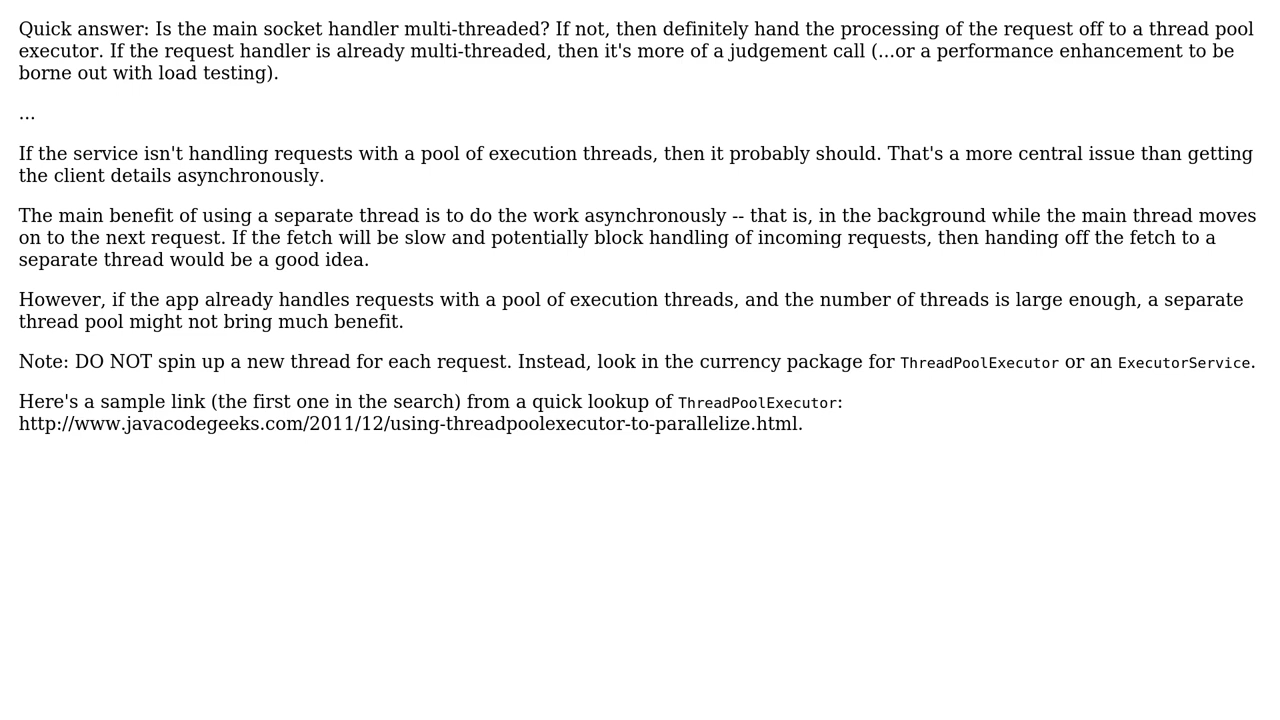 Quick answer: Is the main socket handler multi-threaded? If not, then definitely hand the processing of the request off to a thread pool
executor. If the request handler is already multi-threaded, then it's more of a judgement call (...or a performance enhancement to be
borne out with load testing).
...
If the service isn't handling requests with a pool of execution threads, then it probably should. That's a more central issue than getting
the client details asynchronously.
The main benefit of using a separate thread is to do the work asynchronously -- that is, in the background while the main thread moves
on to the next request. If the fetch will be slow and potentially block handling of incoming requests, then handing off the fetch to a
separate thread would be a good idea.
However, if the app already handles requests with a pool of execution threads, and the number of threads is large enough, a separate
thread pool might not bring much benefit.
Note: DO NOT spin up a new thread for each request. Instead, look in the currency package for ThreadPoolExecutor or an ExecutorService.
Here's a sample link (the first one in the search) from a quick lookup of ThreadPoolExecutor:
http://www.javacodegeeks.com/2011/12/using-threadpoolexecutor-to-parallelize.html.